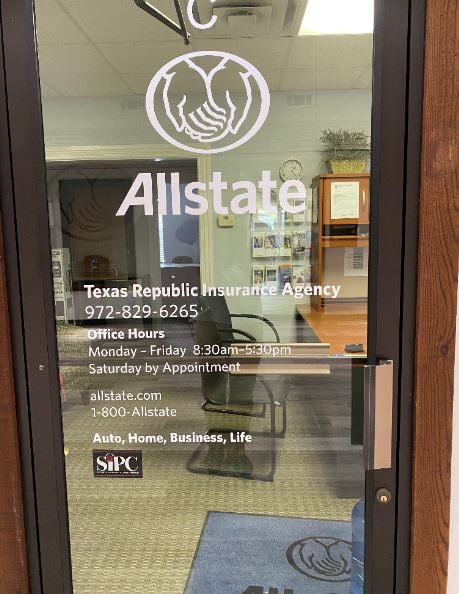 C
Allstate
Texas Republic Insurance Agency
972-829-6265
Office Hours
Monday - Friday 8:30am-5:30pm
Saturday by Appointment
allstate.com
1-800-Allstate
Auto, Home, Business, Life
SIPC